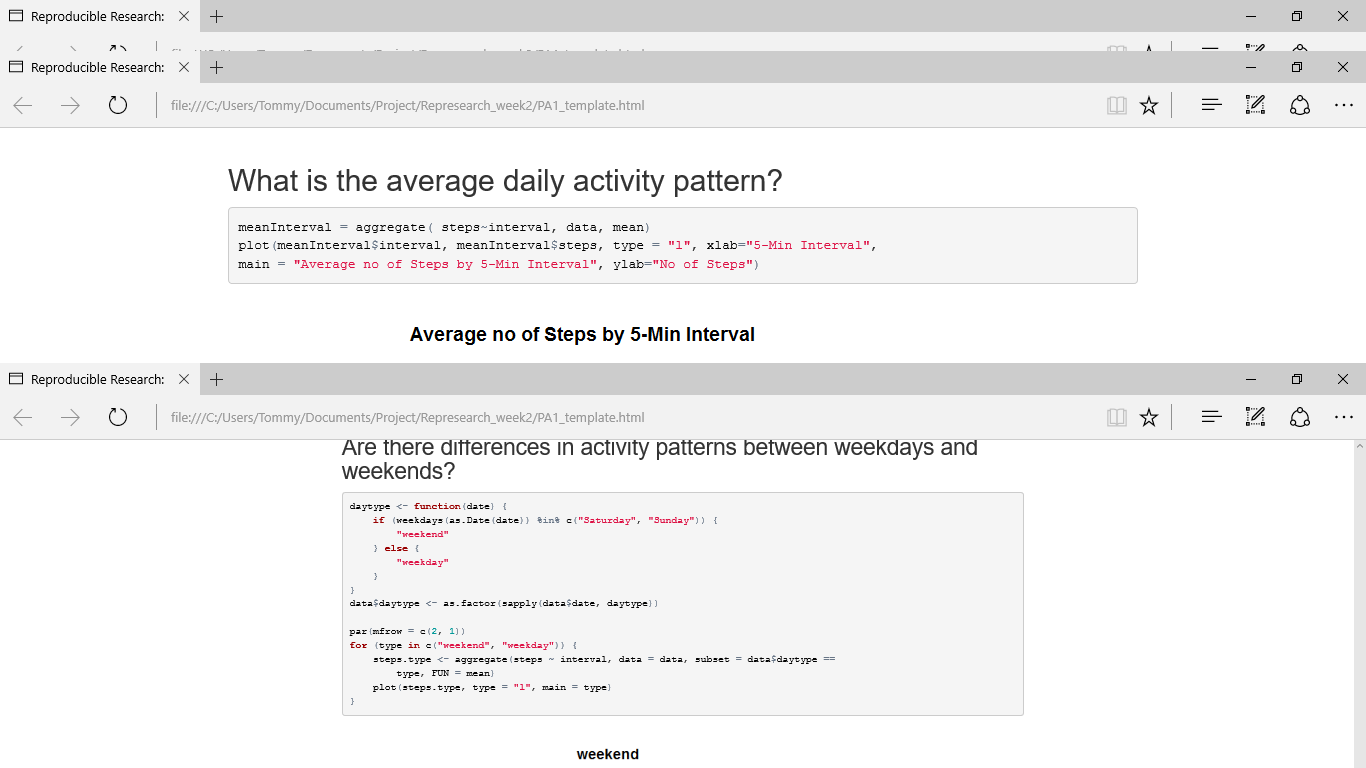 Reproducible Research:
Reproducible Research:
file:///C:/Users/Tommy/Documents/Project/Represearch_week2/PA1_template.html
What is the average daily activity pattern?
meanInterval = aggregate( steps~interval, data, mean)
plot(meanInterval$interval, meanInterval$steps, type = "l", xlab="5-Min Interval",
main = "Average no of Steps by 5-Min Interval", ylab="No of Steps")
Average no of Steps by 5-Min Interval
Reproducible Research:
file:///C:/Users/Tommy/Documents/Project/Represearch_week2/PA1_template.html
Are there differences in activity patterns between weekdays and
weekends?
daytype <- function(date) {
    if (weekdays(as.Date(date)) %in% c("Saturday", "Sunday")) {
        "weekend"
    } else {
        "weekday"
    }
}
data$daytype <- as.factor(sapply(data$date, daytype))
par(mfrow = c(2, 1))
for (type in c("weekend", "weekday")) {
    steps.type <- aggregate(steps ~ interval, data = data, subset = data$daytype ==
        type, FUN = mean)
    plot(steps.type, type = "l", main = type)
}
weekend